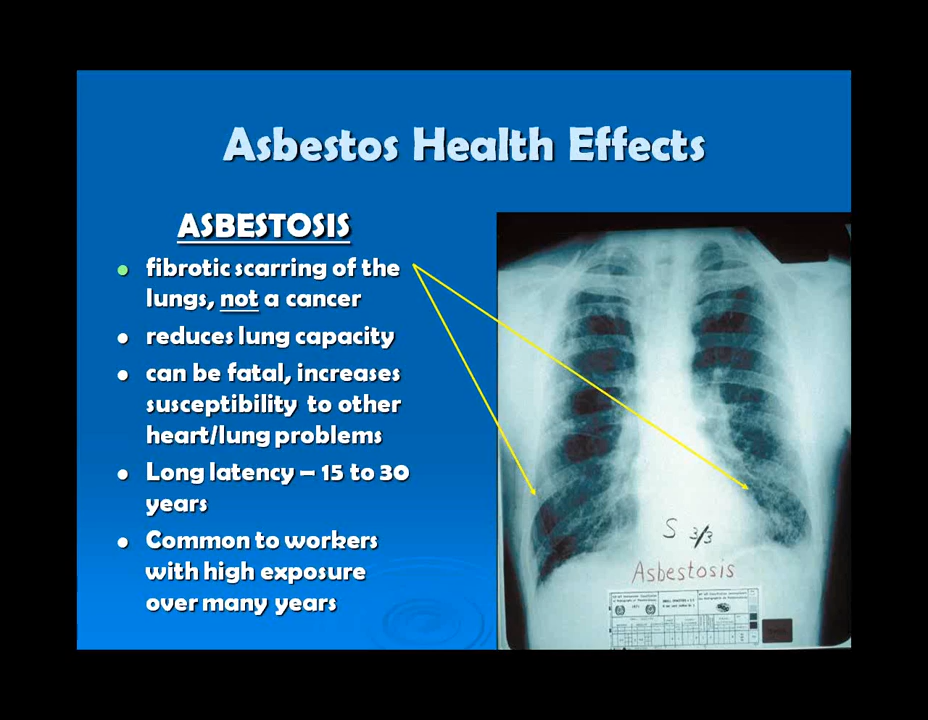 Asbestos Health Effects
ASBESTOSIS
fibrotic scarring of the
lungs, not a cancer
reduces lung capacity
can be fatal, increases
susceptibility to other
heart/lung problems
Long latency – 15 to 30
years
Common to workers
with high exposure
over many years
S 3/3
Asbestosis